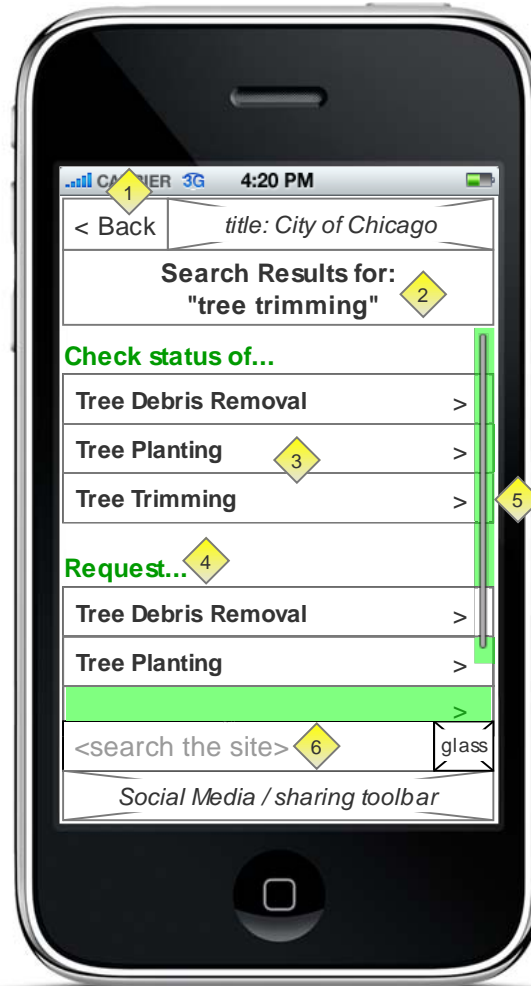 CARRIER 3G 4:20 PM
1
< Back
title: City of Chicago
Search Results for:
"tree trimming"
2
Check status of...
Tree Debris Removal >
Tree Planting >
3
Tree Trimming >
5
Request...
4
Tree Debris Removal >
Tree Planting >
>
<search the site>
6
glass
Social Media / sharing toolbar